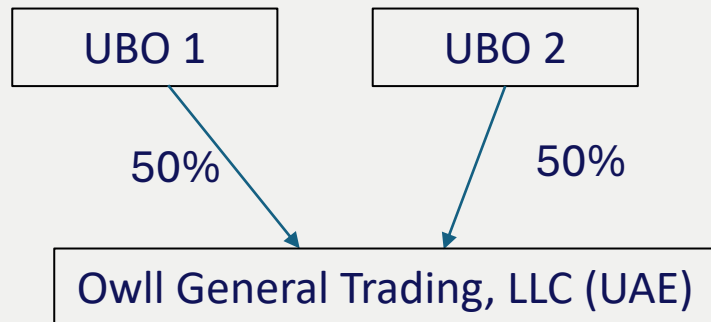 UBO 1
UBO 2
50%
50%
Owll General Trading, LLC (UAE)